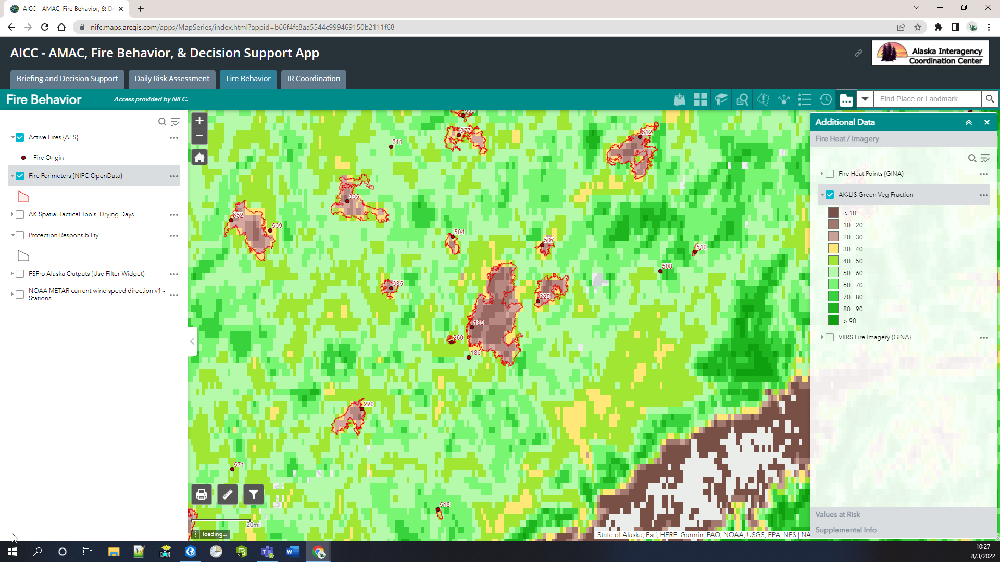 AICC - AMAC, Fire Behavior, & D
nifc.maps.arcgis.com/apps/MapSeries/index.html?appid=b66f4fc8aa5544c999469150b2111f68
AICC - AMAC, Fire Behavior, & Decision Support App
Alaska Interagency
Coordination Center
Briefing and Decision Support
Daily Risk Assessment
Fire Behavior
IR Coordination
Fire Behavior
Access provided by NIFC.
Find Place or Landmark
Active Fires {AFS}
Fire Origin
Fire Perimeters {NIFC OpenData}
AK Spatial Tactical Tools, Drying Days
Protection Responsibility
FSPro Alaska Outputs (Use Filter Widget)
NOAA METAR current wind speed direction v1 -
Stations
377
312
311
335
352
539
504
507
510
508
385
225
185
260
186
220
571
518
20mi
loading...
State of Alaska, Esri, HERE, Garmin, FAO, NOAA, USGS, EPA, NPS | NA
Additional Data
Fire Heat / Imagery
Fire Heat Points {GINA}
AK-LIS Green Veg Fraction
< 10
10 - 20
20 - 30
30 - 40
40 - 50
50 - 60
60 - 70
70 - 80
80 - 90
> 90
VIIRS Fire Imagery {GINA}
Values at Risk
Supplemental Info
10:27
8/3/2022